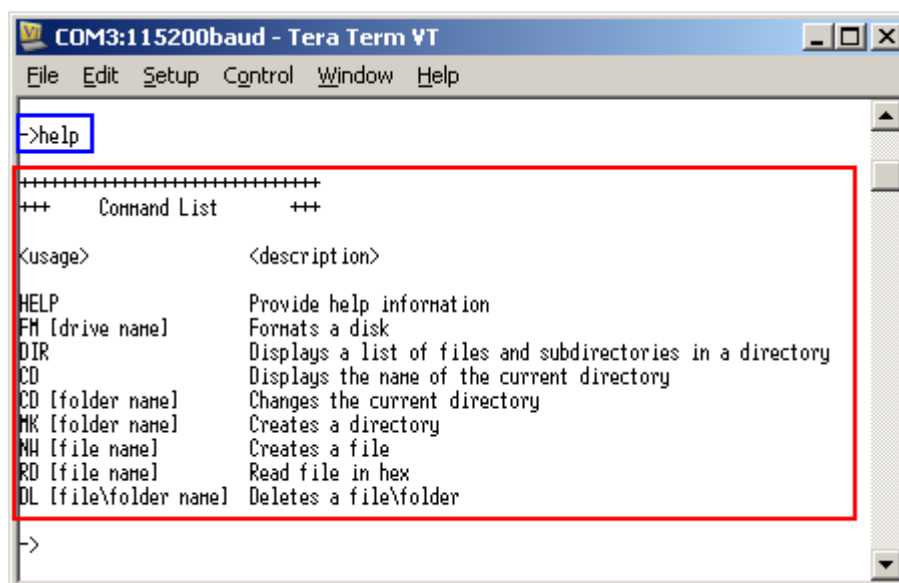 COM3:115200baud - Tera Term VT
File Edit Setup Control Window Help
->help
++++++++++++++++++++++++++++++
+++ Command List +++
<usage> <description>
HELP Provide help information
FM [drive name] Formats a disk
DIR Displays a list of files and subdirectories in a directory
CD Displays the name of the current directory
CD [folder name] Changes the current directory
MK [folder name] Creates a directory
NW [file name] Creates a file
RD [file name] Read file in hex
DL [file\folder name] Deletes a file\folder
->